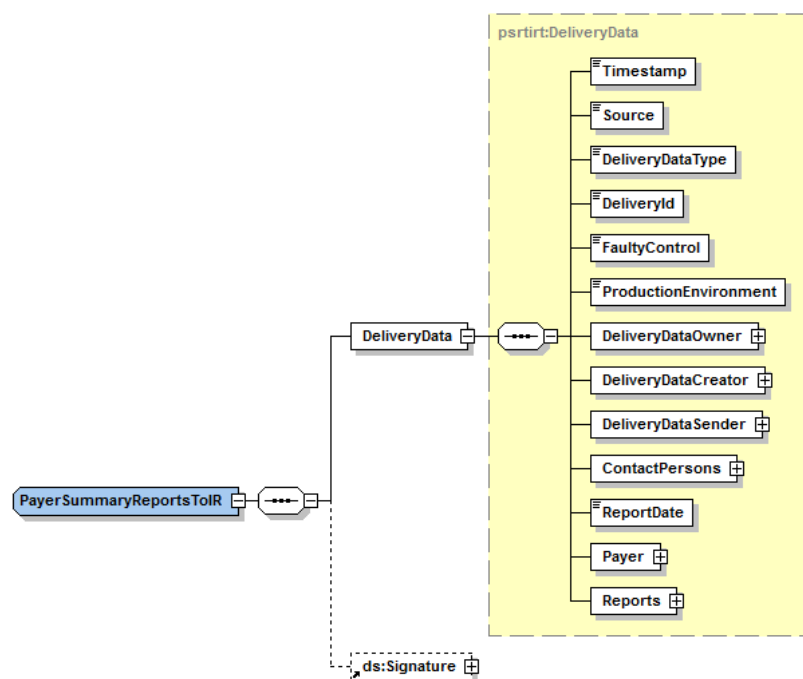 psrtirt:DeliveryData
Timestamp
Source
DeliveryDataType
DeliveryId
FaultyControl
ProductionEnvironment
DeliveryData
DeliveryDataOwner
DeliveryDataCreator
DeliveryDataSender
ContactPersons
PayerSummaryReportsToIR
ReportDate
Payer
Reports
ds:Signature